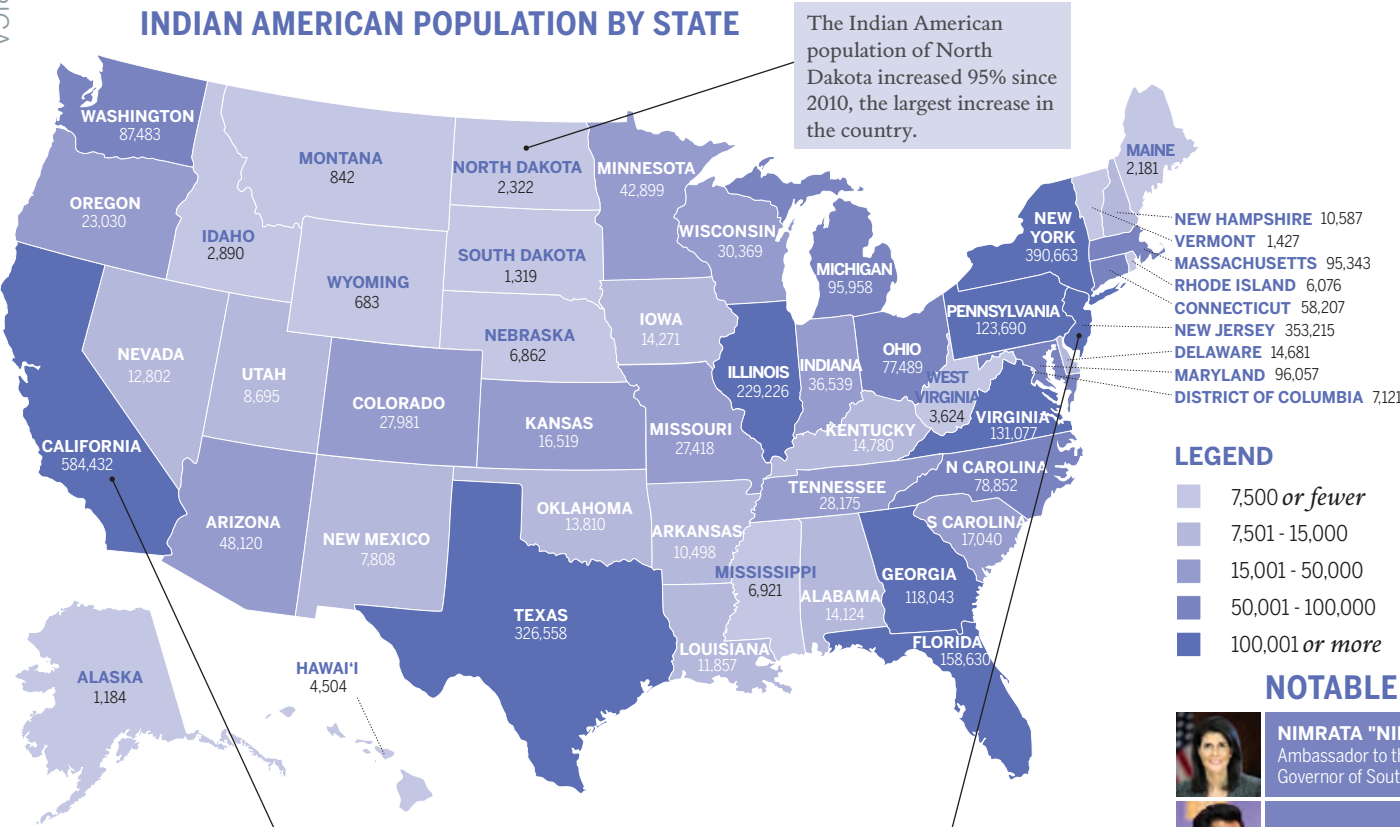 INDIAN AMERICAN POPULATION BY STATE
The Indian American
population of North
Dakota increased 95% since
2010, the largest increase in
the country.
WASHINGTON
87,483
OREGON
23,030
IDAHO
2,890
MONTANA
842
NORTH DAKOTA
2,322
MINNESOTA
42,899
WISCONSIN
30,369
MICHIGAN
95,958
SOUTH DAKOTA
1,319
WYOMING
683
NEBRASKA
6,862
IOWA
14,271
NEVADA
12,802
UTAH
8,695
COLORADO
27,981
KANSAS
16,519
MISSOURI
27,418
ILLINOIS
229,226
INDIANA
36,539
OHIO
77,489
WEST
VIRGINIA
3,624
VIRGINIA
131,077
KENTUCKY
14,780
PENNSYLVANIA
123,690
NEW
YORK
390,663
MAINE
2,181
NEW HAMPSHIRE 10,587
VERMONT 1,427
MASSACHUSETTS 95,343
RHODE ISLAND 6,076
CONNECTICUT 58,207
NEW JERSEY 353,215
DELAWARE 14,681
MARYLAND 96,057
DISTRICT OF COLUMBIA 7,121
CALIFORNIA
584,432
ARIZONA
48,120
NEW MEXICO
7,808
OKLAHOMA
13,810
ARKANSAS
10,498
TENNESSEE
28,175
N CAROLINA
78,852
S CAROLINA
17,040
MISSISSIPPI
6,921
ALABAMA
14,124
GEORGIA
118,043
TEXAS
326,558
LOUISIANA
11,857
FLORIDA
158,630
ALASKA
1,184
HAWAI‘I
4,504
LEGEND
7,500 or fewer
7,501 - 15,000
15,001 - 50,000
50,001 - 100,000
100,001 or more
NOTABLE
NIMRATA "NI
Ambassador to th
Governor of Sout